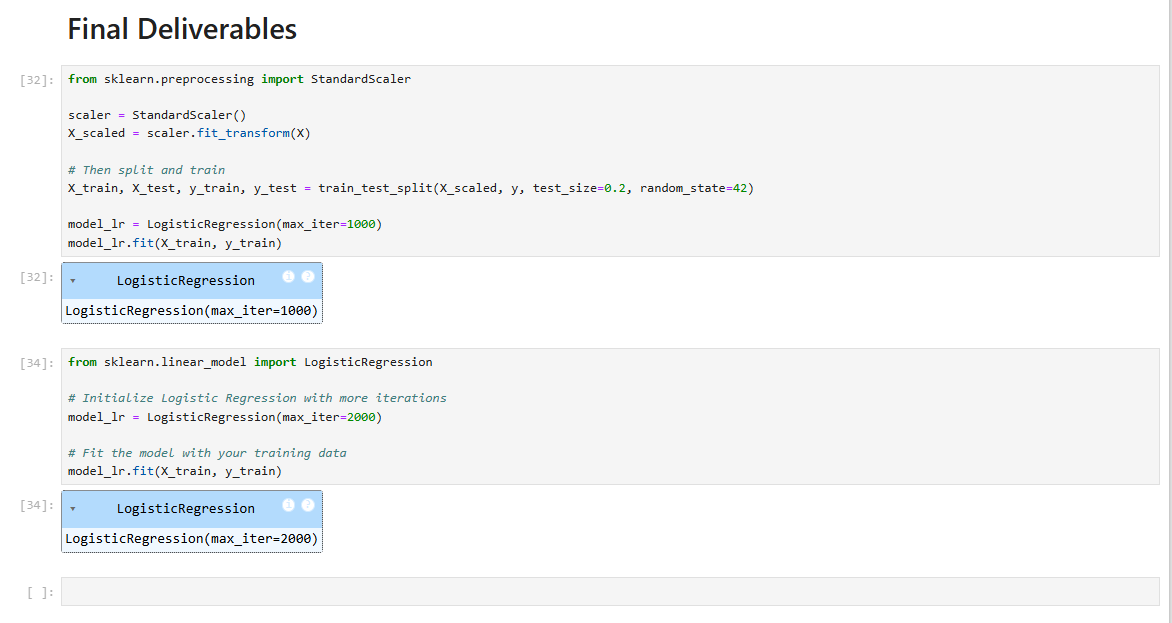 Final Deliverables
[32]:
from sklearn.preprocessing import StandardScaler
scaler = StandardScaler()
X_scaled = scaler.fit_transform(X)
# Then split and train
X_train, X_test, y_train, y_test = train_test_split(X_scaled, y, test_size=0.2, random_state=42)
model_lr = LogisticRegression(max_iter=1000)
model_lr.fit(X_train, y_train)
[32]:
▾ LogisticRegression i ?
LogisticRegression(max_iter=1000)
[34]:
from sklearn.linear_model import LogisticRegression
# Initialize Logistic Regression with more iterations
model_lr = LogisticRegression(max_iter=2000)
# Fit the model with your training data
model_lr.fit(X_train, y_train)
[34]:
▾ LogisticRegression i ?
LogisticRegression(max_iter=2000)
[ ]: